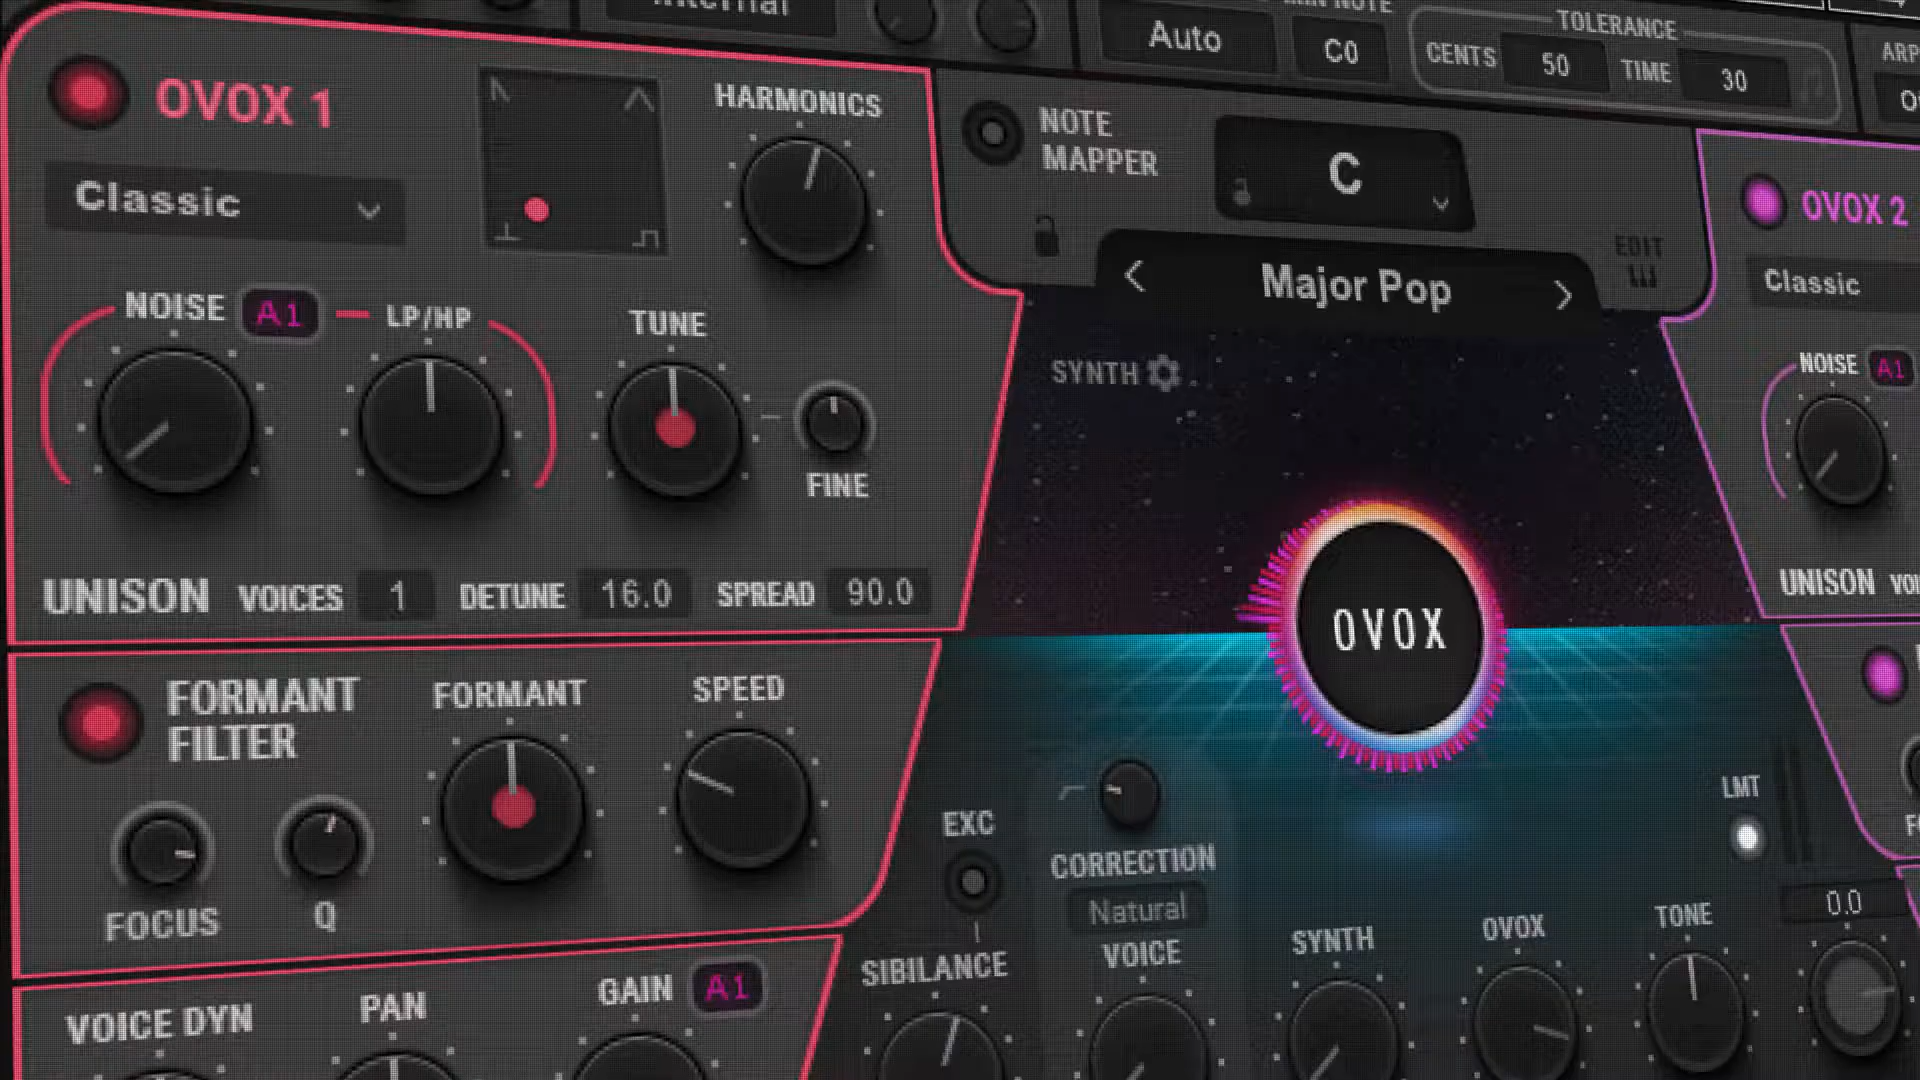 Internal
Auto
C0
TOLERANCE
CENTS 50 TIME 30
OVOX 1
HARMONICS
Classic
NOISE A1 LP/HP
TUNE
FINE
UNISON VOICES 1 DETUNE 16.0 SPREAD 90.0
NOTE
MAPPER
C
EDIT
Major Pop
SYNTH
OVOX
OVOX 2
Classic
NOISE A1
UNISON
FORMANT
FILTER
FORMANT
SPEED
FOCUS
Q
VOICE DYN
PAN
GAIN A1
EXC
CORRECTION
Natural
LMT
SIBILANCE
VOICE
SYNTH
OVOX
TONE
0.0